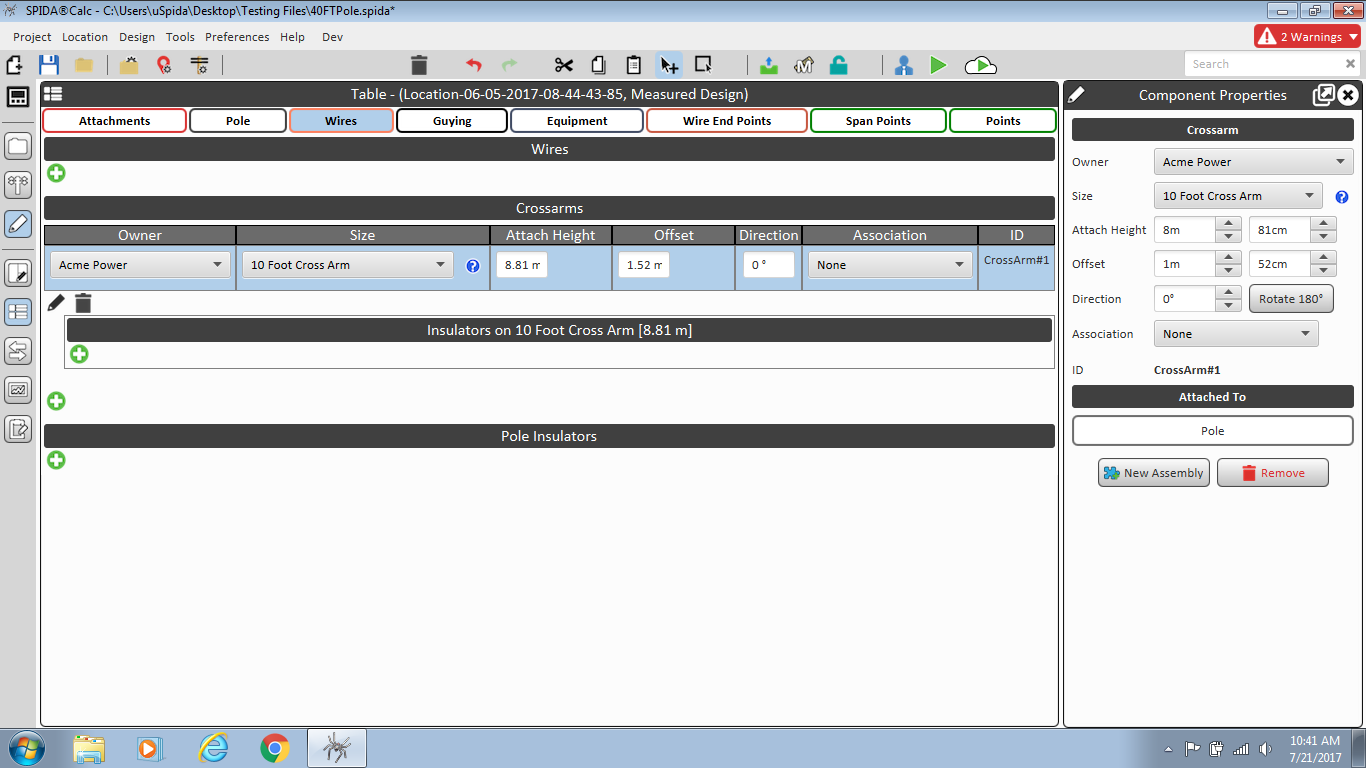 SPIDA®Calc - C:\Users\uSpida\Desktop\Testing Files\40FTPole.spida*
Project Location Design Tools Preferences Help Dev
2 Warnings
Search
Table - (Location-06-05-2017-08-44-43-85, Measured Design)
Attachments Pole Wires Guying Equipment Wire End Points Span Points Points
Wires
Crossarms
Owner Size Attach Height Offset Direction Association ID
Acme Power 10 Foot Cross Arm 8.81 m 1.52 m 0 ° None CrossArm#1
Insulators on 10 Foot Cross Arm [8.81 m]
Pole Insulators
Component Properties
Crossarm
Owner Acme Power
Size 10 Foot Cross Arm
Attach Height 8m 81cm
Offset 1m 52cm
Direction 0° Rotate 180°
Association None
ID CrossArm#1
Attached To
Pole
New Assembly Remove
10:41 AM
7/21/2017